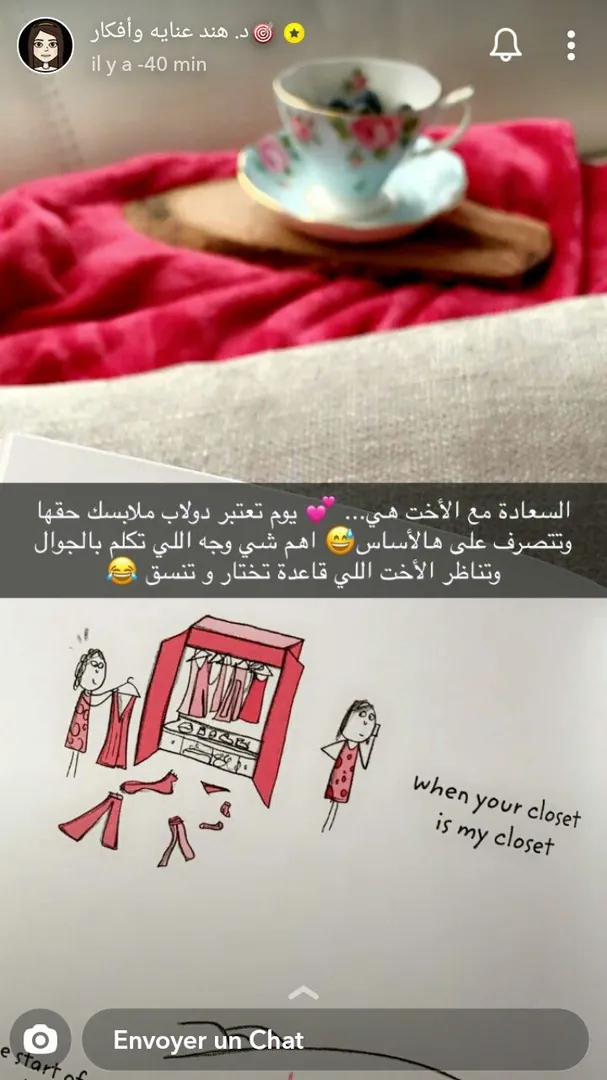 د. هند عنايه وأفكار🎯 ⭐
il y a -40 min
السعادة مع الأخت هي... 💕 يوم تعتبر دولاب ملابسك حقها
وتتصرف على هالأساس😅 اهم شي وجه اللي تكلم بالجوال
وتناظر الأخت اللي قاعدة تختار و تنسق 😂
when your closet
is my closet
Envoyer un Chat
e start of